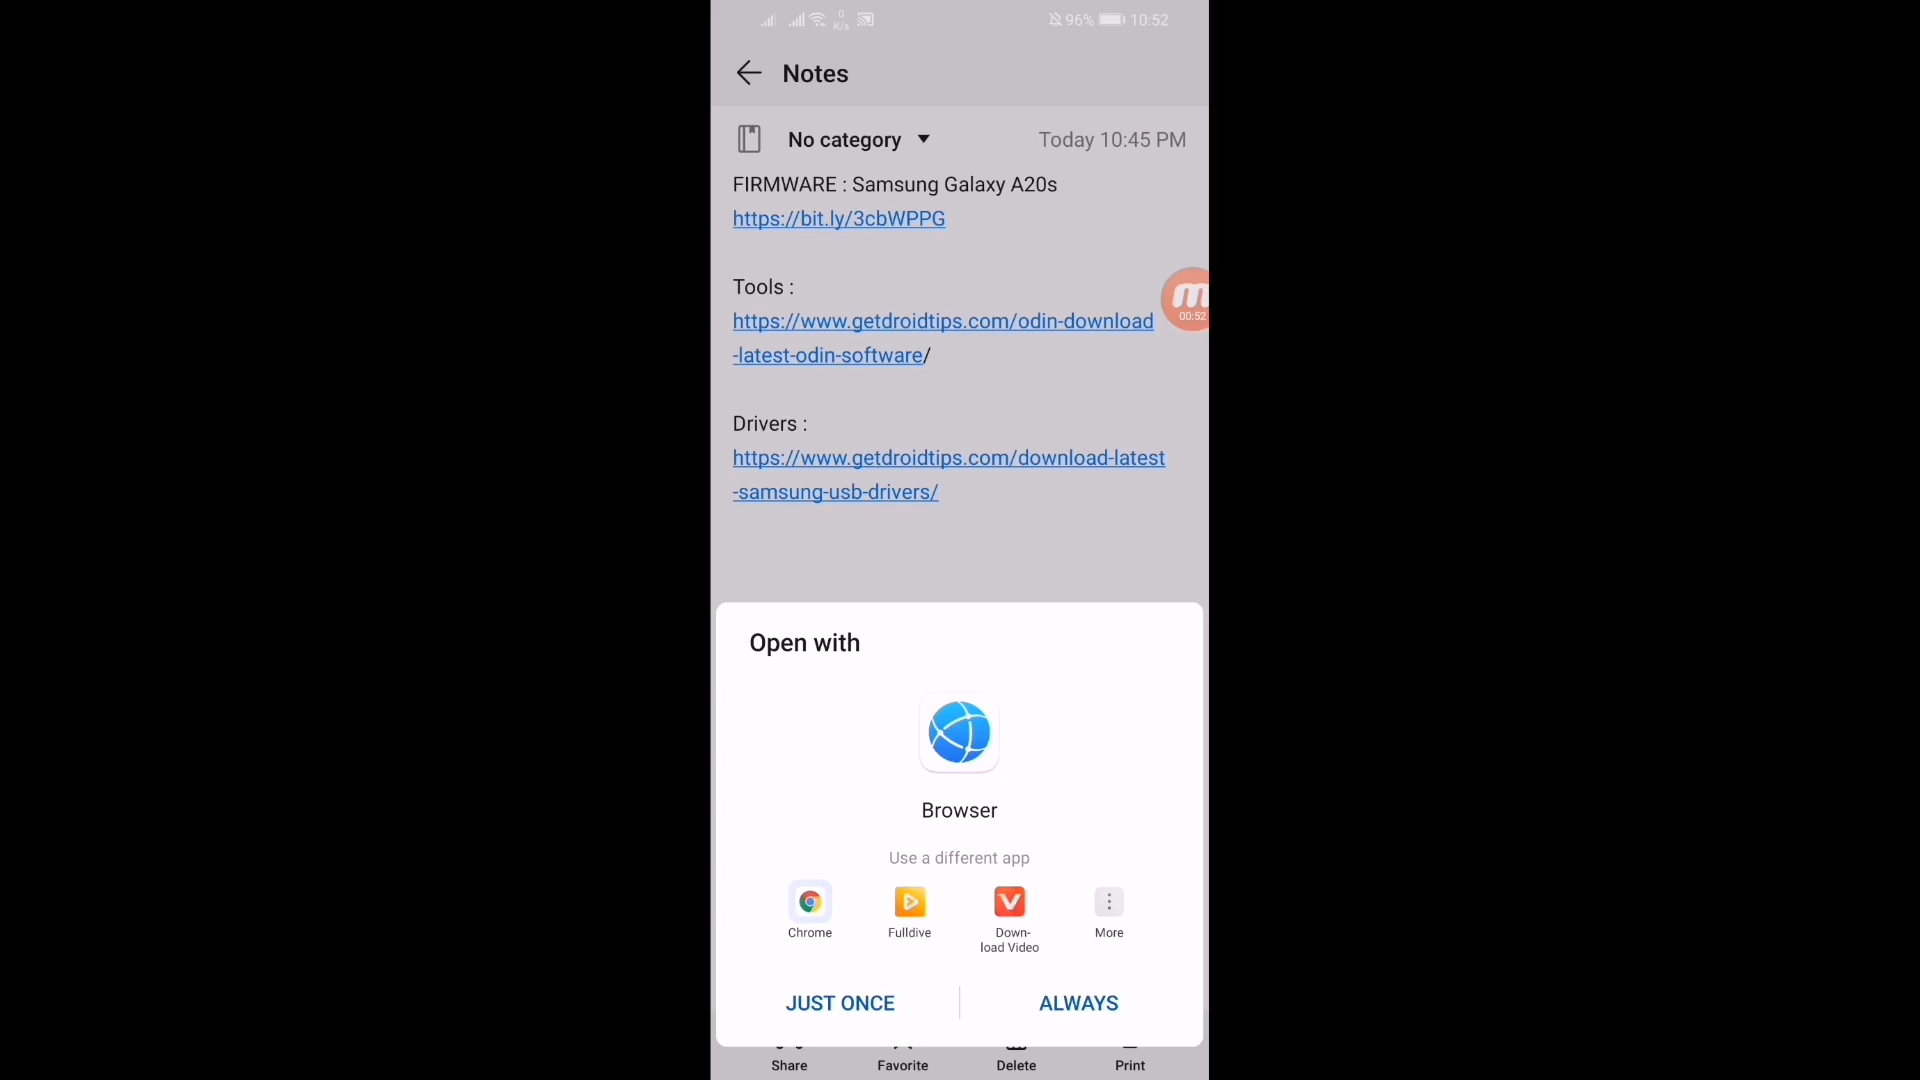 0
K/s
96%
10:52
Notes
No category
Today 10:45 PM
FIRMWARE : Samsung Galaxy A20s
https://bit.ly/3cbWPPG
Tools :
https://www.getdroidtips.com/odin-download
-latest-odin-software/
00:52
Drivers :
https://www.getdroidtips.com/download-latest
-samsung-usb-drivers/
Open with
Browser
Use a different app
Chrome
Fulldive
Down-
load Video
More
JUST ONCE
ALWAYS
Share
Favorite
Delete
Print